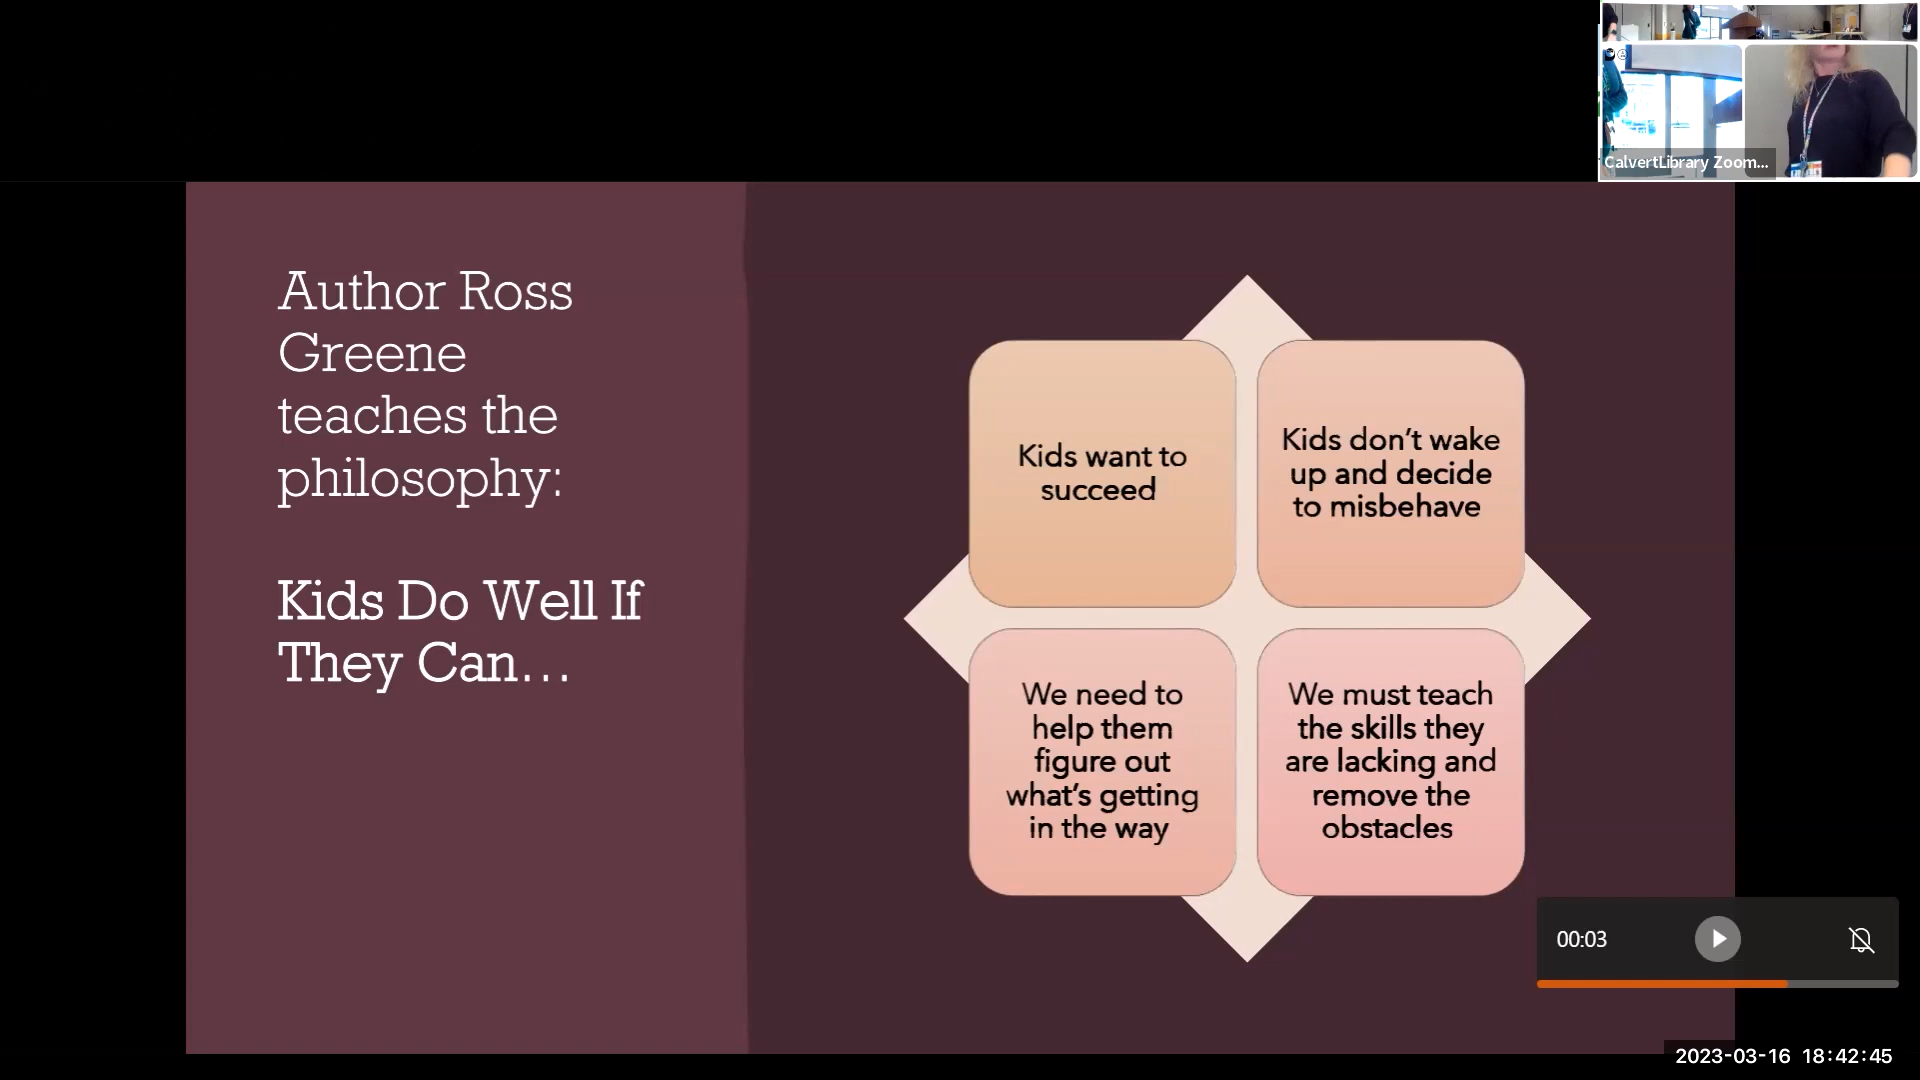 CalvertLibrary Zoom...
Author Ross
Greene
teaches the
philosophy:
Kids Do Well If
They Can...
Kids want to
succeed
Kids don't wake
up and decide
to misbehave
We need to
help them
figure out
what's getting
in the way
We must teach
the skills they
are lacking and
remove the
obstacles
00:03
2023-03-16 18:42:45